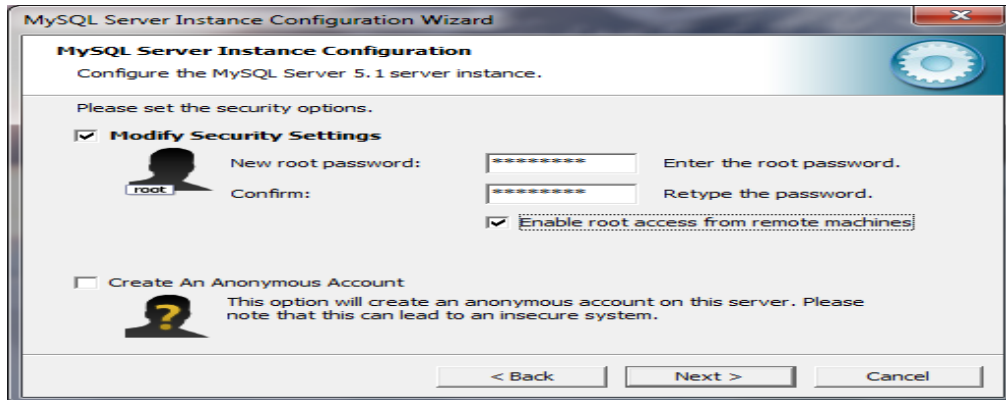 MySQL Server Instance Configuration Wizard
MySQL Server Instance Configuration
Configure the MySQL Server 5.1 server instance.
Please set the security options.
Modify Security Settings
root
New root password: ******** Enter the root password.
Confirm: ******** Retype the password.
Enable root access from remote machines
Create An Anonymous Account
This option will create an anonymous account on this server. Please
note that this can lead to an insecure system.
< Back Next > Cancel